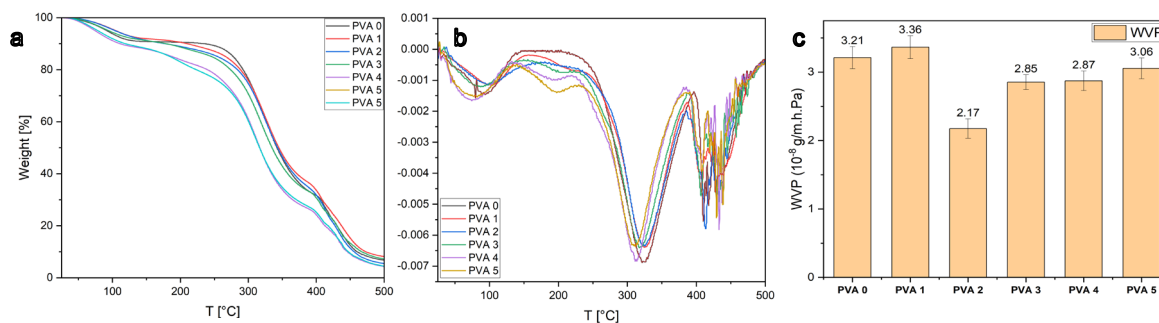 a
100
80
60
40
20
0
Weight [%]
100
200
300
400
500
T [°C]
PVA 0
PVA 1
PVA 2
PVA 3
PVA 4
PVA 5
PVA 5
b
0.001
0.000
-0.001
-0.002
-0.003
-0.004
-0.005
-0.006
-0.007
100
200
300
400
500
T [°C]
PVA 0
PVA 1
PVA 2
PVA 3
PVA 4
PVA 5
c
WVP
WVP (10⁻⁸ g/m.h.Pa)
3
2
1
0
3.21
3.36
2.17
2.85
2.87
3.06
PVA 0
PVA 1
PVA 2
PVA 3
PVA 4
PVA 5